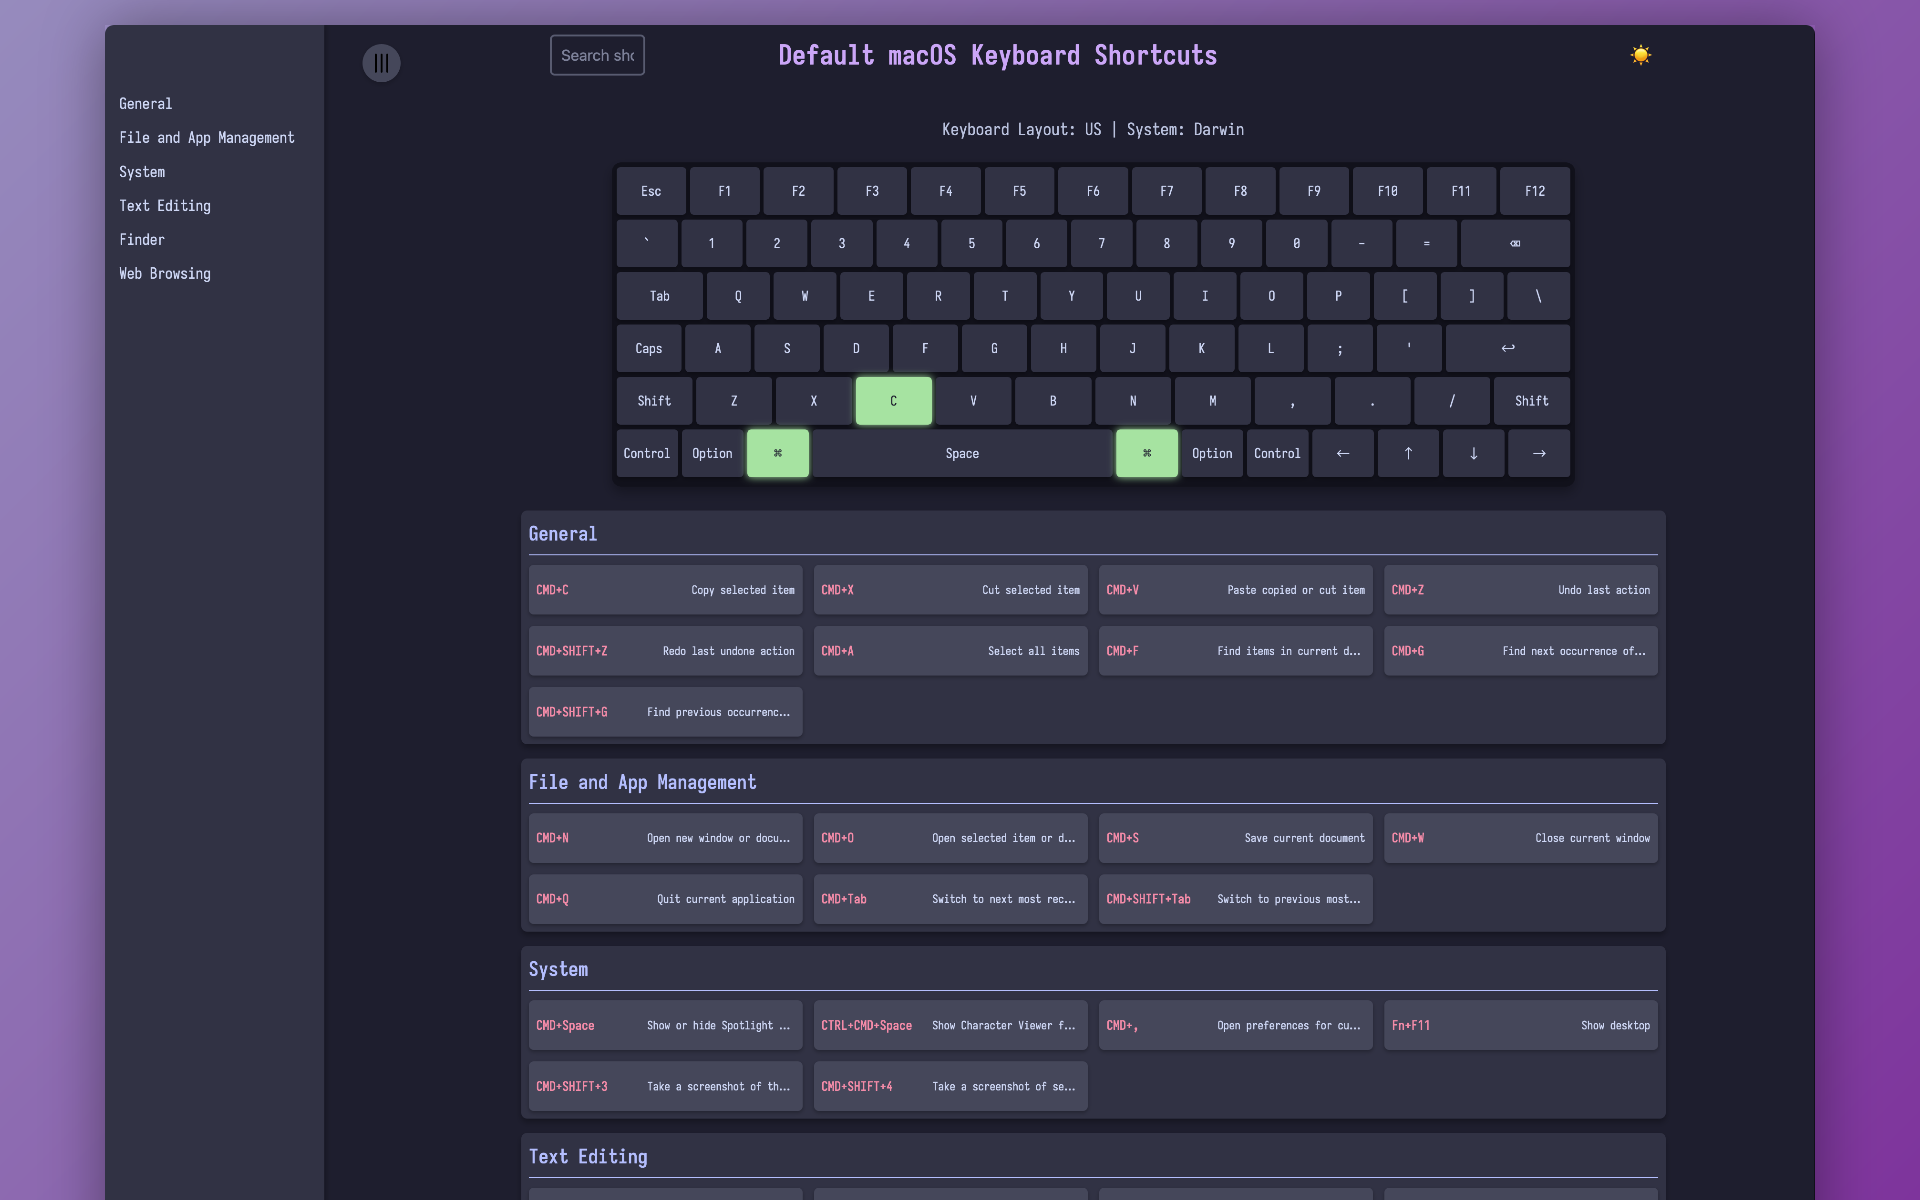 Search sho
Default macOS Keyboard Shortcuts
General
File and App Management
System
Text Editing
Finder
Web Browsing
Keyboard Layout: US | System: Darwin
Esc F1 F2 F3 F4 F5 F6 F7 F8 F9 F10 F11 F12
` 1 2 3 4 5 6 7 8 9 0 - = ⌫
Tab Q W E R T Y U I O P [ ] \
Caps A S D F G H J K L ; ' ↩
Shift Z X C V B N M , . / Shift
Control Option ⌘ Space ⌘ Option Control ← ↑ ↓ →
General
CMD+C Copy selected item
CMD+X Cut selected item
CMD+V Paste copied or cut item
CMD+Z Undo last action
CMD+SHIFT+Z Redo last undone action
CMD+A Select all items
CMD+F Find items in current d...
CMD+G Find next occurrence of...
CMD+SHIFT+G Find previous occurrenc...
File and App Management
CMD+N Open new window or docu...
CMD+O Open selected item or d...
CMD+S Save current document
CMD+W Close current window
CMD+Q Quit current application
CMD+Tab Switch to next most rec...
CMD+SHIFT+Tab Switch to previous most...
System
CMD+Space Show or hide Spotlight ...
CTRL+CMD+Space Show Character Viewer f...
CMD+, Open preferences for cu...
Fn+F11 Show desktop
CMD+SHIFT+3 Take a screenshot of th...
CMD+SHIFT+4 Take a screenshot of se...
Text Editing